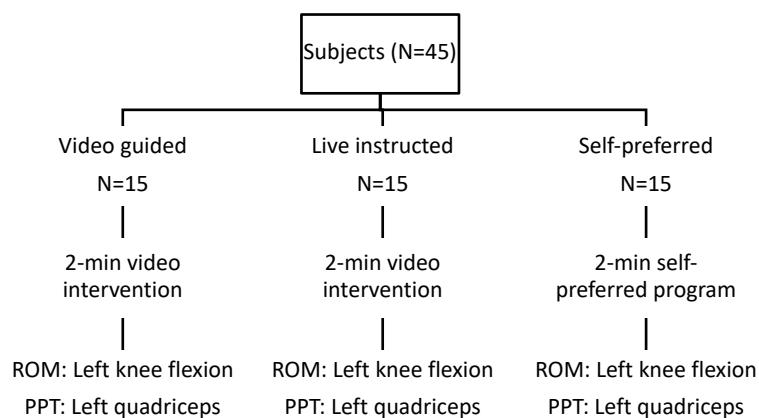 Subjects (N=45)
Video guided
N=15
2-min video
intervention
ROM: Left knee flexion
PPT: Left quadriceps
Live instructed
N=15
2-min video
intervention
ROM: Left knee flexion
PPT: Left quadriceps
Self-preferred
N=15
2-min self-
preferred program
ROM: Left knee flexion
PPT: Left quadriceps